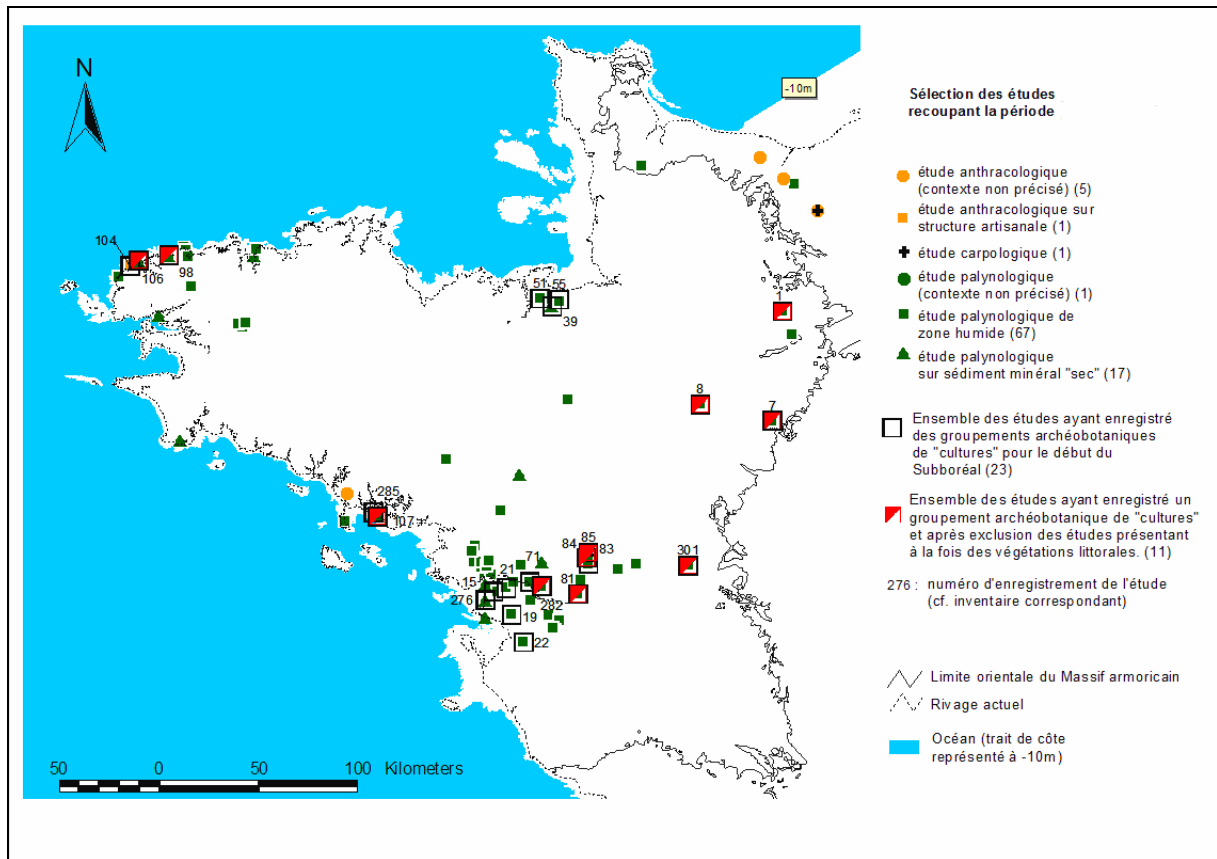 N
-10m
Sélection des études
recoupant la période
étude anthracologique
(contexte non précisé) (5)
étude anthracologique sur
structure artisanale (1)
étude carpologique (1)
étude palynologique
(contexte non précisé) (1)
étude palynologique de
zone humide (67)
étude palynologique
sur sédiment minéral "sec" (17)
Ensemble des études ayant enregistré
des groupements archéobotaniques
de "cultures" pour le début du
Subboréal (23)
Ensemble des études ayant enregistré un
groupement archéobotanique de "cultures"
et après exclusion des études présentant
à la fois des végétations littorales. (11)
276 : numéro d'enregistrement de l'étude
(cf. inventaire correspondant)
Limite orientale du Massif armoricain
Rivage actuel
Océan (trait de côte
représenté à -10m)
104
106
98
51
55
39
1
8
7
285
107
85
84
83
301
71
21
15
81
276
282
19
22
50 0 50 100 Kilometers